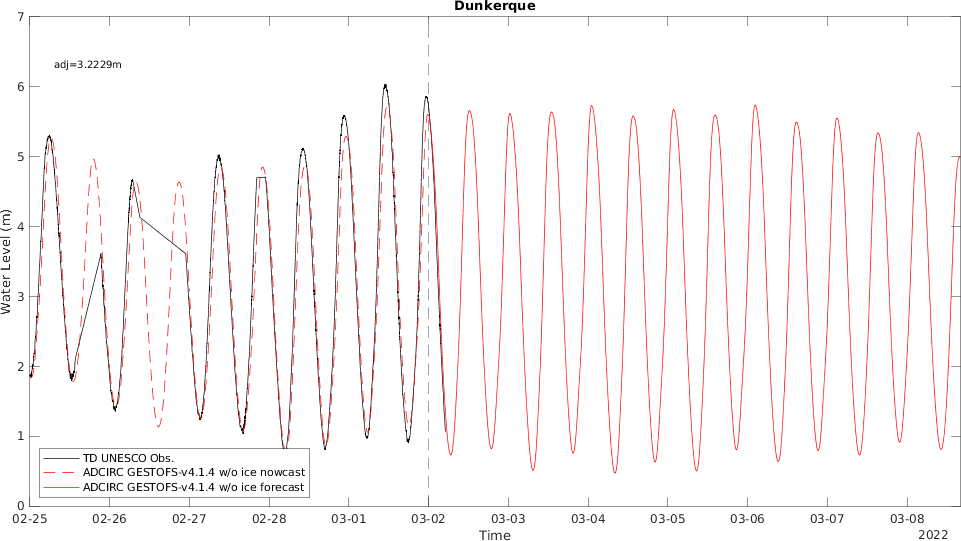 Dunkerque
7
6
5
4
3
2
1
0
Water Level (m)
adj=3.2229m
TD UNESCO Obs.
ADCIRC GESTOFS-v4.1.4 w/o ice nowcast
ADCIRC GESTOFS-v4.1.4 w/o ice forecast
02-25 02-26 02-27 02-28 03-01 03-02 03-03 03-04 03-05 03-06 03-07 03-08
Time
2022